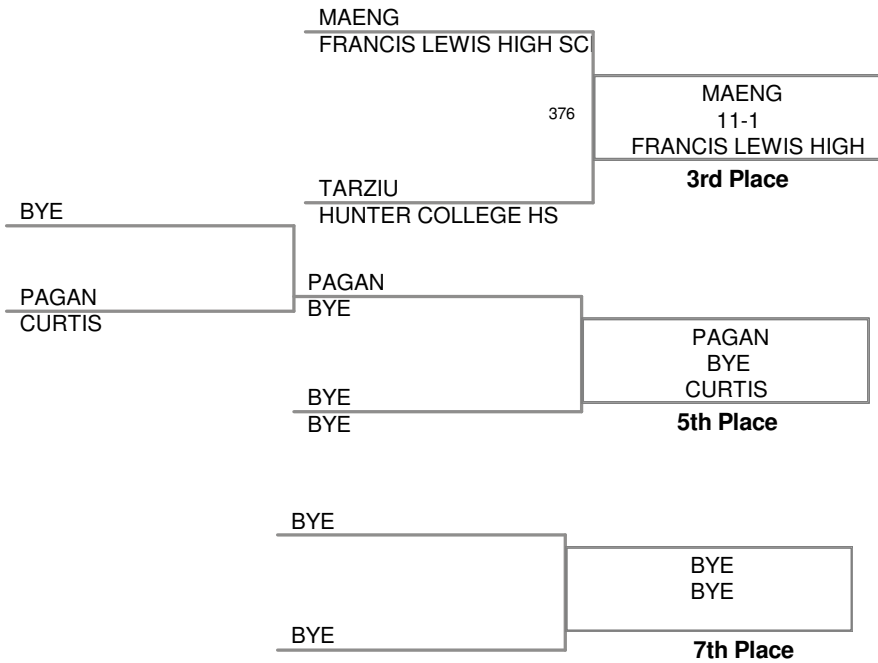 MAENG
FRANCIS LEWIS HIGH SC
376
MAENG
11-1
FRANCIS LEWIS HIGH
3rd Place
TARZIU
HUNTER COLLEGE HS
BYE
PAGAN
CURTIS
PAGAN
BYE
PAGAN
BYE
CURTIS
5th Place
BYE
BYE
BYE
BYE
BYE
7th Place
BYE